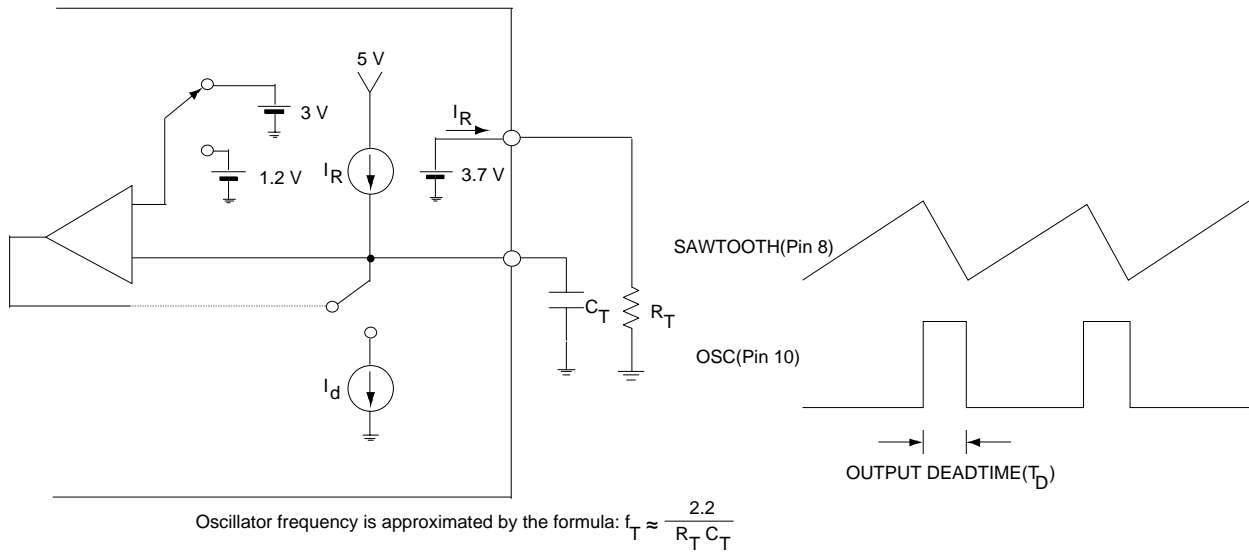 5 V
3 V
I_R
1.2 V
I_R
3.7 V
SAWTOOTH(Pin 8)
C_T
R_T
OSC(Pin 10)
I_d
OUTPUT DEADTIME(T_D)
Oscillator frequency is approximated by the formula: f_T ≈ 2.2 / R_T C_T